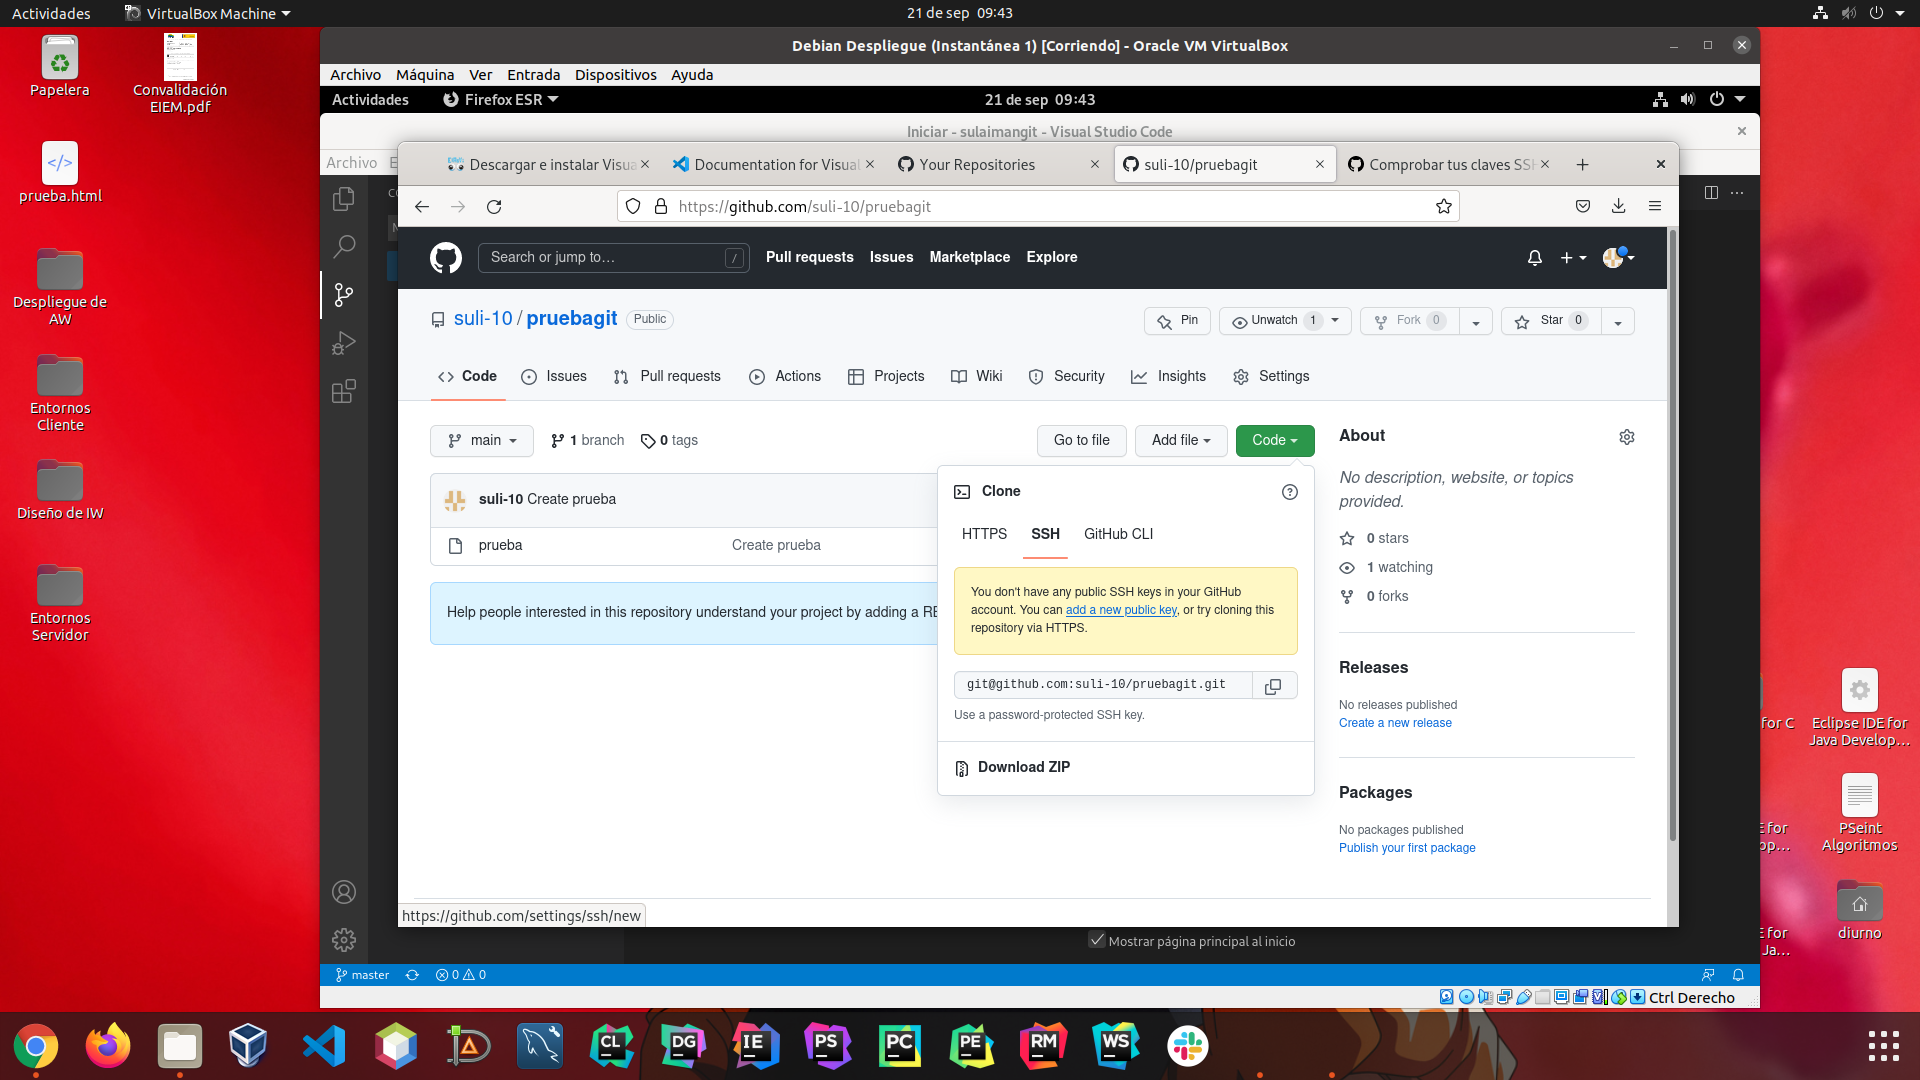 Actividades
VirtualBox Machine
21 de sep 09:43
Papelera
Convalidación
EIEM.pdf
prueba.html
Despliegue de
AW
Entornos
Cliente
Diseño de IW
Entornos
Servidor
Debian Despliegue (Instantánea 1) [Corriendo] - Oracle VM VirtualBox
Archivo Máquina Ver Entrada Dispositivos Ayuda
Actividades
Firefox ESR
21 de sep 09:43
Iniciar - sulaimangit - Visual Studio Code
Archivo
Descargar e instalar Visua
Documentation for Visual
Your Repositories
suli-10/pruebagit
Comprobar tus claves SSH
https://github.com/suli-10/pruebagit
Search or jump to…
/
Pull requests Issues Marketplace Explore
suli-10 / pruebagit
Public
Pin
Unwatch 1
Fork 0
Star 0
Code Issues Pull requests Actions Projects Wiki Security Insights Settings
main
1 branch
0 tags
Go to file
Add file
Code
suli-10 Create prueba
prueba
Create prueba
Help people interested in this repository understand your project by adding a RE
Clone
HTTPS SSH GitHub CLI
You don't have any public SSH keys in your GitHub
account. You can add a new public key, or try cloning this
repository via HTTPS.
git@github.com:suli-10/pruebagit.git
Use a password-protected SSH key.
Download ZIP
About
No description, website, or topics
provided.
0 stars
1 watching
0 forks
Releases
No releases published
Create a new release
Packages
No packages published
Publish your first package
https://github.com/settings/ssh/new
Mostrar página principal al inicio
master
0 0
Ctrl Derecho
for C
Eclipse IDE for
Java Develop...
E for
op...
PSeint
Algoritmos
E for
Ja...
diurno
CL DG IE PS PC PE RM WS